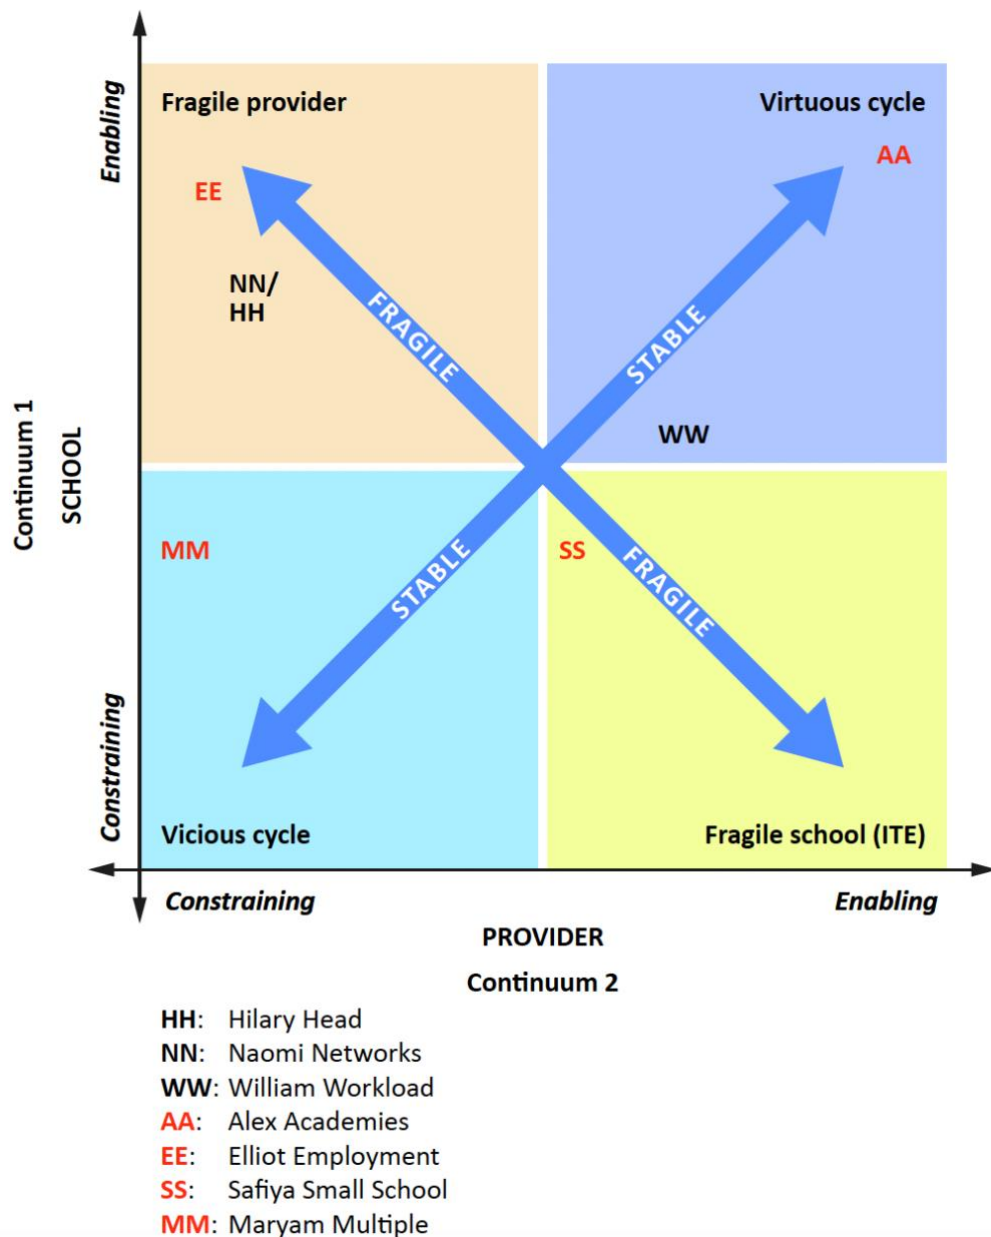 Enabling
Fragile provider
Virtuous cycle
AA
EE
NN/
HH
FRAGILE
STABLE
WW
Continuum 1
SCHOOL
MM
SS
STABLE
FRAGILE
Constraining
Vicious cycle
Fragile school (ITE)
Constraining
Enabling
PROVIDER
Continuum 2
HH: Hilary Head
NN: Naomi Networks
WW: William Workload
AA: Alex Academies
EE: Elliot Employment
SS: Safiya Small School
MM: Maryam Multiple